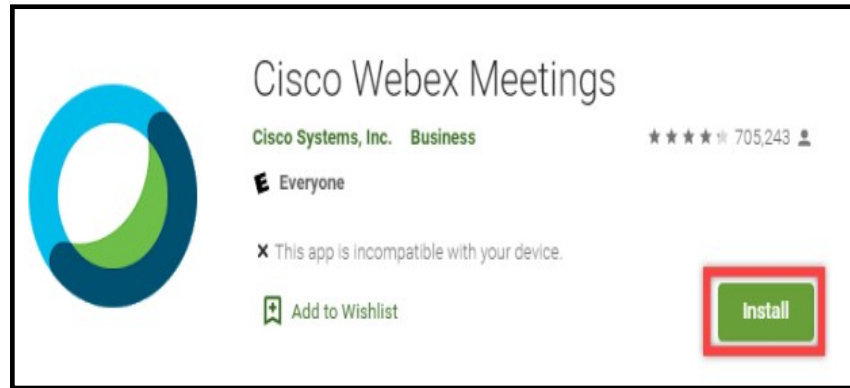 Cisco Webex Meetings
Cisco Systems, Inc. Business 705,243
E Everyone
This app is incompatible with your device.
Add to Wishlist
Install